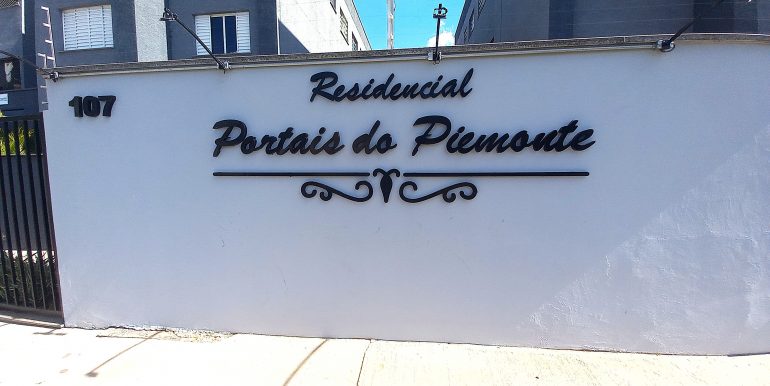 107
Residencial
Portais do Piemonte